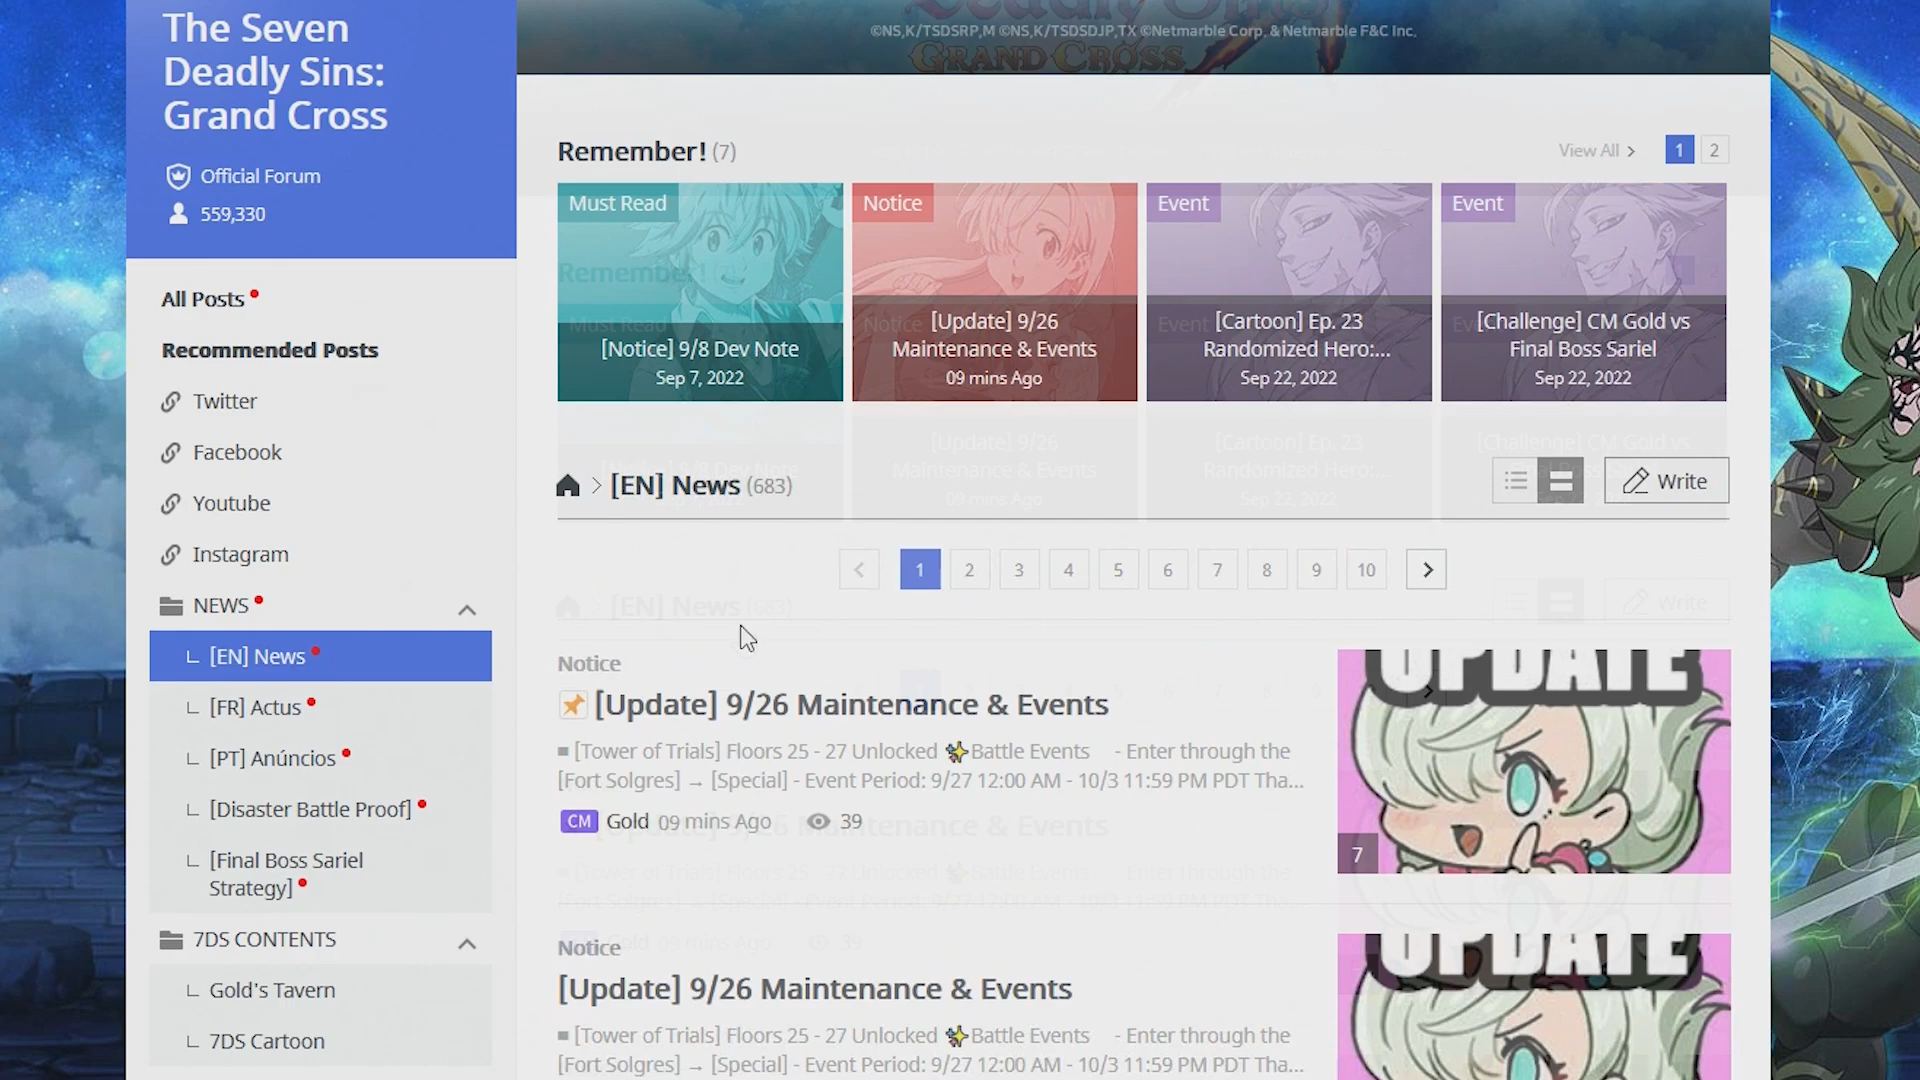 The Seven
Deadly Sins:
Grand Cross
Official Forum
559,330
All Posts
Recommended Posts
Twitter
Facebook
Youtube
Instagram
NEWS
[EN] News
[FR] Actus
[PT] Anúncios
[Disaster Battle Proof]
[Final Boss Sariel
Strategy]
7DS CONTENTS
Gold's Tavern
7DS Cartoon
©NS,K/TSDSRP,M ©NS,K/TSDSDJP,TX ©Netmarble Corp. & Netmarble F&C Inc.
GRAND CROSS
Remember! (7)
View All >
1 2
Must Read
[Notice] 9/8 Dev Note
Sep 7, 2022
Notice
[Update] 9/26
Maintenance & Events
09 mins Ago
Event
[Cartoon] Ep. 23
Randomized Hero:...
Sep 22, 2022
Event
[Challenge] CM Gold vs
Final Boss Sariel
Sep 22, 2022
> [EN] News (683)
Write
< 1 2 3 4 5 6 7 8 9 10 >
Notice
[Update] 9/26 Maintenance & Events
■ [Tower of Trials] Floors 25 - 27 Unlocked ✨Battle Events - Enter through the
[Fort Solgres] → [Special] - Event Period: 9/27 12:00 AM - 10/3 11:59 PM PDT Tha...
CM Gold 09 mins Ago 39
UPDATE
7
Notice
[Update] 9/26 Maintenance & Events
■ [Tower of Trials] Floors 25 - 27 Unlocked ✨Battle Events - Enter through the
[Fort Solgres] → [Special] - Event Period: 9/27 12:00 AM - 10/3 11:59 PM PDT Tha...
UPDATE